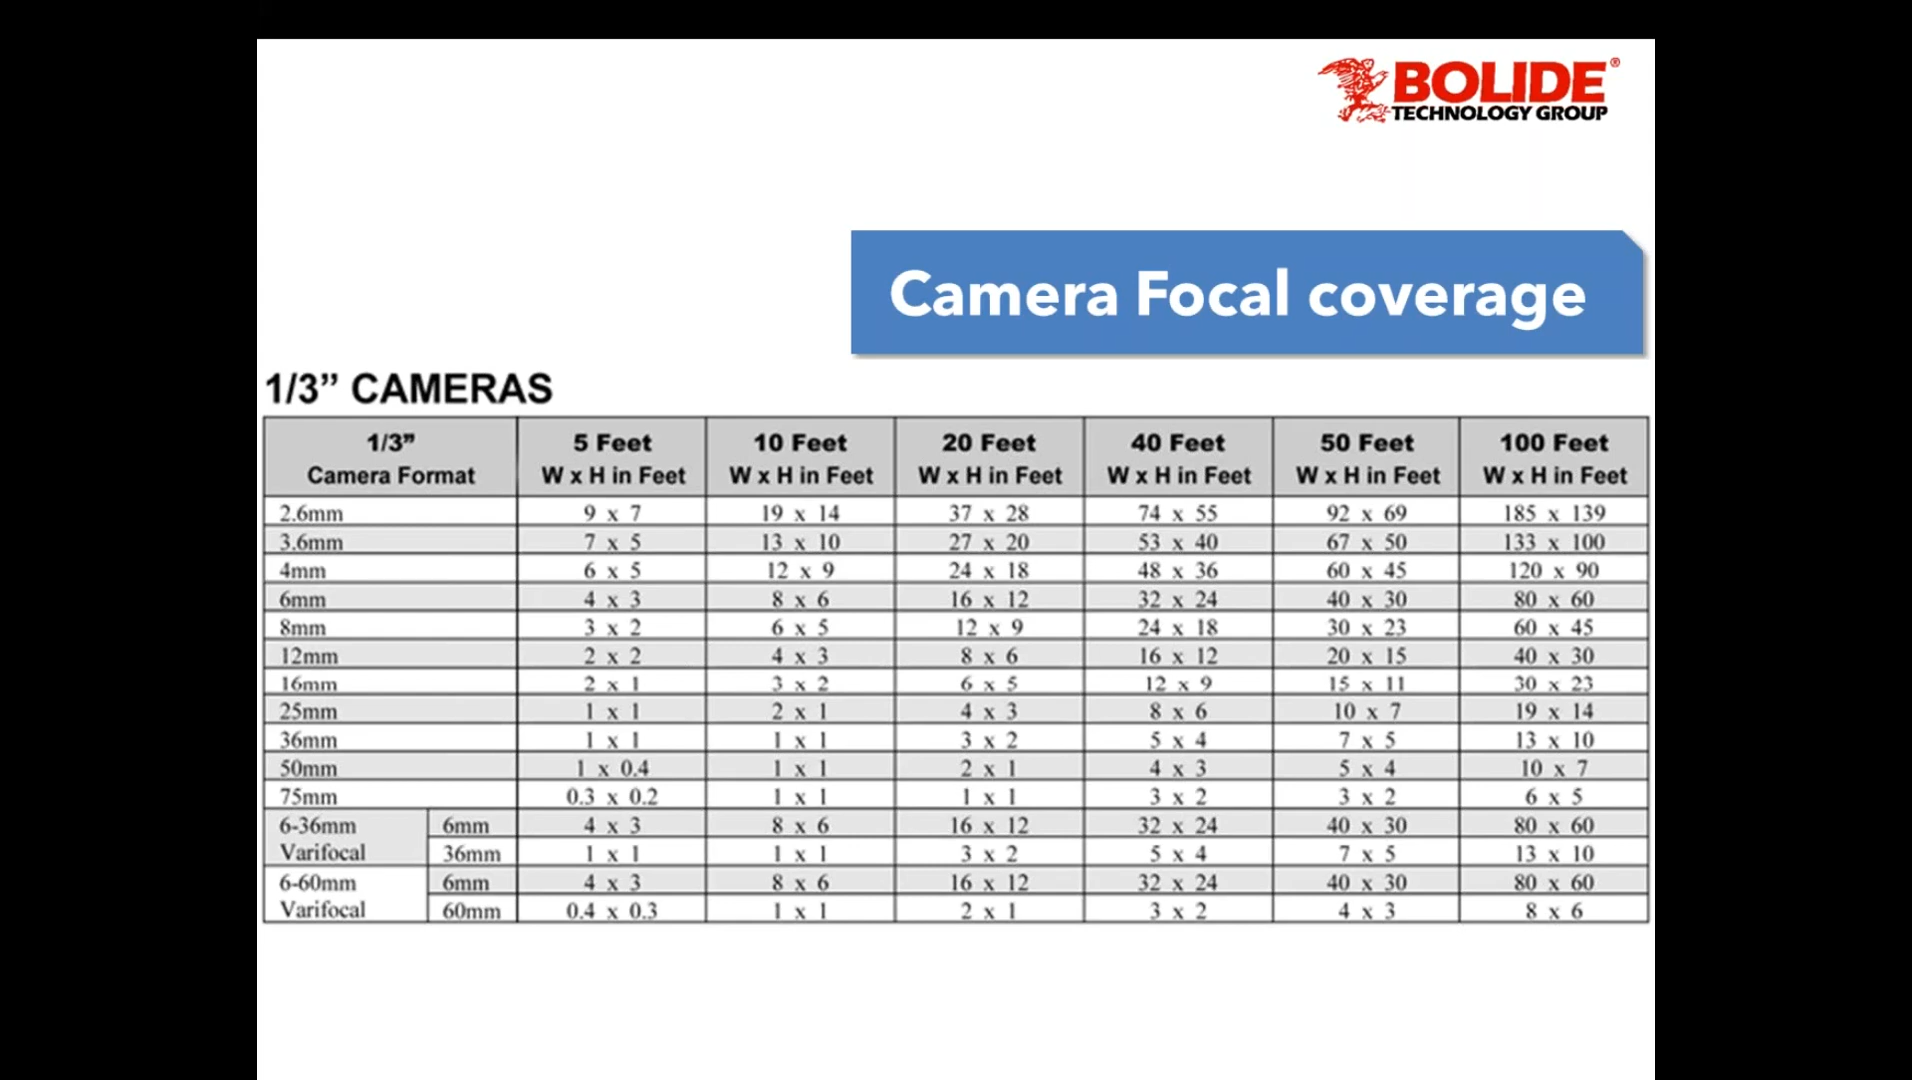 BOLIDE®
TECHNOLOGY GROUP
Camera Focal coverage
1/3” CAMERAS
1/3” 5 Feet 10 Feet 20 Feet 40 Feet 50 Feet 100 Feet
Camera Format W x H in Feet W x H in Feet W x H in Feet W x H in Feet W x H in Feet W x H in Feet
2.6mm 9 x 7 19 x 14 37 x 28 74 x 55 92 x 69 185 x 139
3.6mm 7 x 5 13 x 10 27 x 20 53 x 40 67 x 50 133 x 100
4mm 6 x 5 12 x 9 24 x 18 48 x 36 60 x 45 120 x 90
6mm 4 x 3 8 x 6 16 x 12 32 x 24 40 x 30 80 x 60
8mm 3 x 2 6 x 5 12 x 9 24 x 18 30 x 23 60 x 45
12mm 2 x 2 4 x 3 8 x 6 16 x 12 20 x 15 40 x 30
16mm 2 x 1 3 x 2 6 x 5 12 x 9 15 x 11 30 x 23
25mm 1 x 1 2 x 1 4 x 3 8 x 6 10 x 7 19 x 14
36mm 1 x 1 1 x 1 3 x 2 5 x 4 7 x 5 13 x 10
50mm 1 x 0.4 1 x 1 2 x 1 4 x 3 5 x 4 10 x 7
75mm 0.3 x 0.2 1 x 1 1 x 1 3 x 2 3 x 2 6 x 5
6-36mm 6mm 4 x 3 8 x 6 16 x 12 32 x 24 40 x 30 80 x 60
Varifocal 36mm 1 x 1 1 x 1 3 x 2 5 x 4 7 x 5 13 x 10
6-60mm 6mm 4 x 3 8 x 6 16 x 12 32 x 24 40 x 30 80 x 60
Varifocal 60mm 0.4 x 0.3 1 x 1 2 x 1 3 x 2 4 x 3 8 x 6